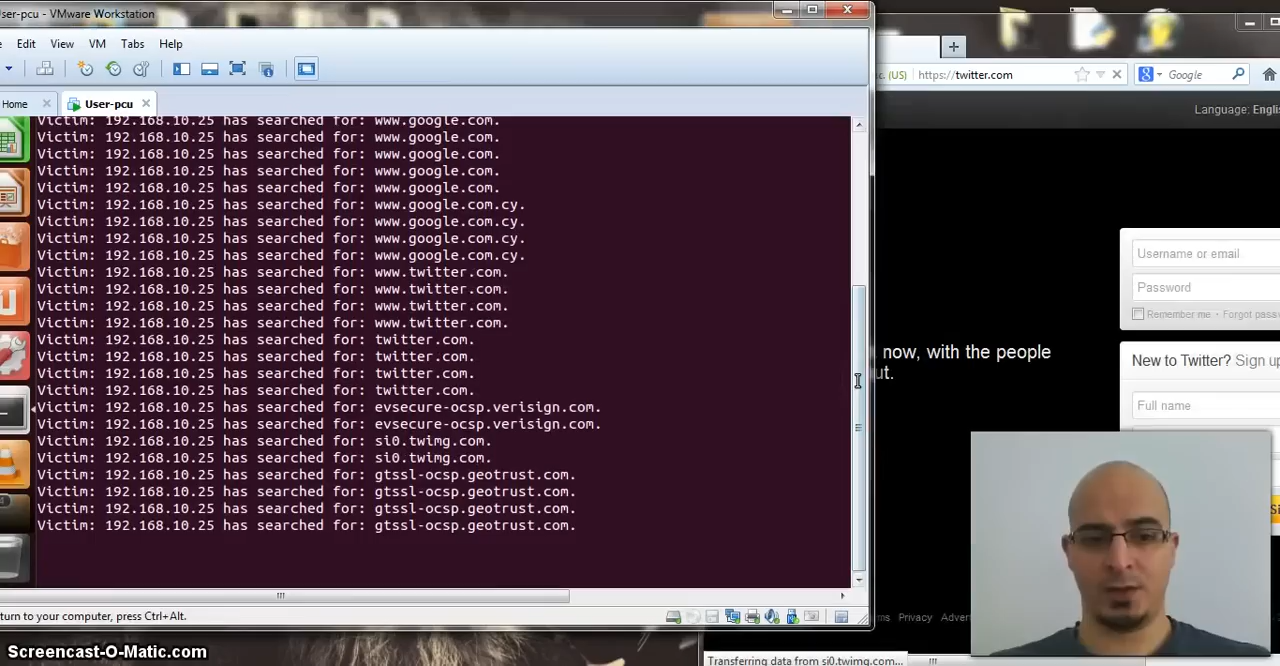 User-pcu - VMware Workstation
Edit View VM Tabs Help
Home
User-pcu
Victim: 192.168.10.25 has searched for: www.google.com.
Victim: 192.168.10.25 has searched for: www.google.com.
Victim: 192.168.10.25 has searched for: www.google.com.
Victim: 192.168.10.25 has searched for: www.google.com.
Victim: 192.168.10.25 has searched for: www.google.com.
Victim: 192.168.10.25 has searched for: www.google.com.cy.
Victim: 192.168.10.25 has searched for: www.google.com.cy.
Victim: 192.168.10.25 has searched for: www.google.com.cy.
Victim: 192.168.10.25 has searched for: www.google.com.cy.
Victim: 192.168.10.25 has searched for: www.twitter.com.
Victim: 192.168.10.25 has searched for: www.twitter.com.
Victim: 192.168.10.25 has searched for: www.twitter.com.
Victim: 192.168.10.25 has searched for: www.twitter.com.
Victim: 192.168.10.25 has searched for: twitter.com.
Victim: 192.168.10.25 has searched for: twitter.com.
Victim: 192.168.10.25 has searched for: twitter.com.
Victim: 192.168.10.25 has searched for: twitter.com.
Victim: 192.168.10.25 has searched for: evsecure-ocsp.verisign.com.
Victim: 192.168.10.25 has searched for: evsecure-ocsp.verisign.com.
Victim: 192.168.10.25 has searched for: si0.twimg.com.
Victim: 192.168.10.25 has searched for: si0.twimg.com.
Victim: 192.168.10.25 has searched for: gtssl-ocsp.geotrust.com.
Victim: 192.168.10.25 has searched for: gtssl-ocsp.geotrust.com.
Victim: 192.168.10.25 has searched for: gtssl-ocsp.geotrust.com.
Victim: 192.168.10.25 has searched for: gtssl-ocsp.geotrust.com.
turn to your computer, press Ctrl+Alt.
Screencast-O-Matic.com
c. (US) https://twitter.com
Google
Language: Engli
Username or email
Password
Remember me · Forgot passw
now, with the people
ut.
New to Twitter? Sign up
Full name
Si
ms Privacy Adver
Transferring data from si0.twimg.com...